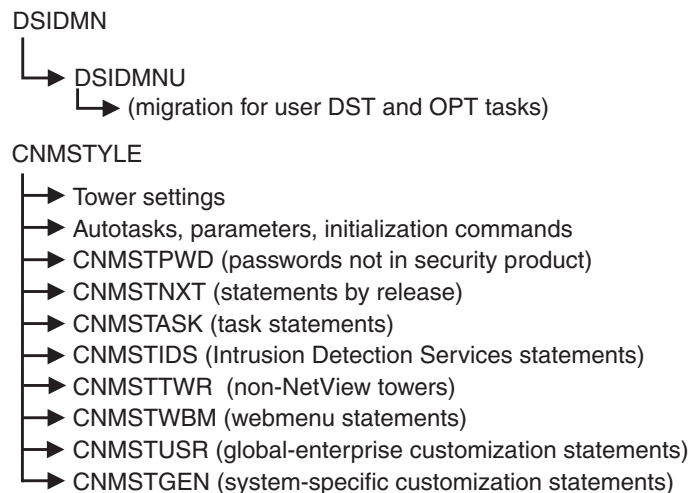 DSIDMN
DSIDMNU
(migration for user DST and OPT tasks)
CNMSTYLE
Tower settings
Autotasks, parameters, initialization commands
CNMSTPWD (passwords not in security product)
CNMSTNXT (statements by release)
CNMSTASK (task statements)
CNMSTIDS (Intrusion Detection Services statements)
CNMSTTWR (non-NetView towers)
CNMSTWBM (webmenu statements)
CNMSTUSR (global-enterprise customization statements)
CNMSTGEN (system-specific customization statements)